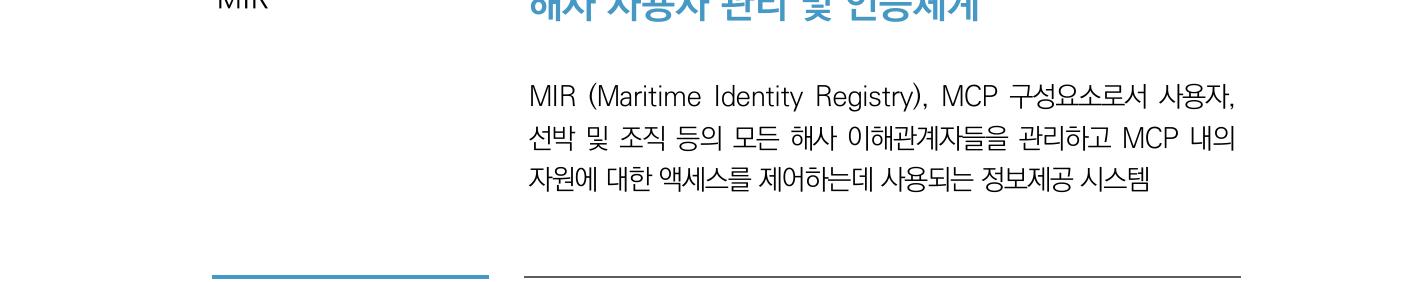 MIR
해사 사용자 관리 및 인증체계
MIR (Maritime Identity Registry), MCP 구성요소로서 사용자,
선박 및 조직 등의 모든 해사 이해관계자들을 관리하고 MCP 내의
자원에 대한 액세스를 제어하는데 사용되는 정보제공 시스템